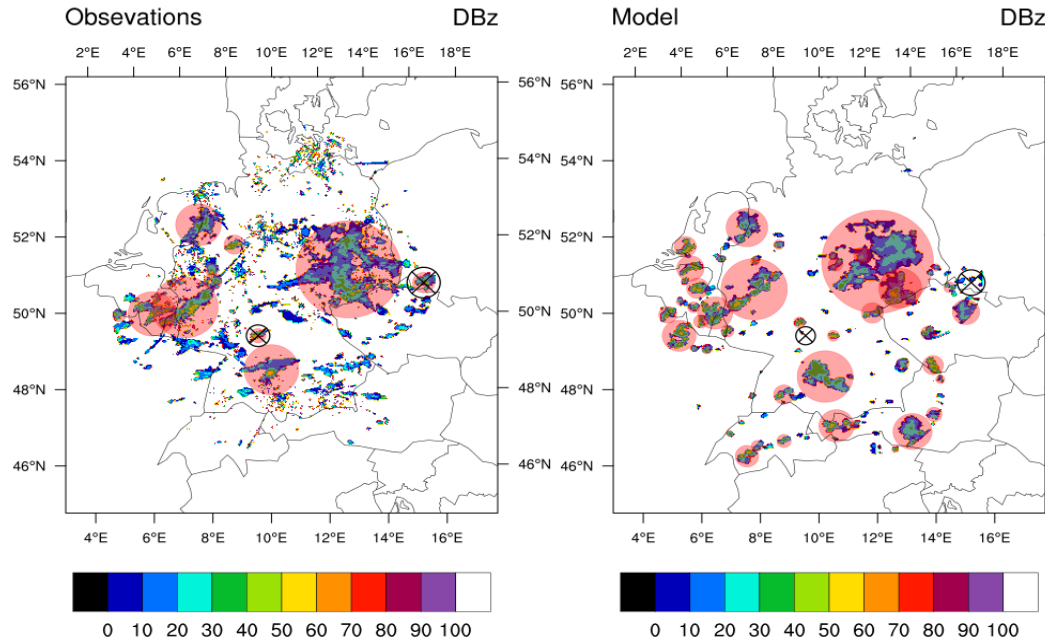 Obsevations DBz Model DBz
2°E 4°E 6°E 8°E 10°E 12°E 14°E 16°E 18°E 2°E 4°E 6°E 8°E 10°E 12°E 14°E 16°E 18°E
56°N 56°N 56°N
54°N 54°N 54°N
52°N 52°N 52°N
50°N 50°N 50°N
48°N 48°N 48°N
46°N 46°N 46°N
4°E 6°E 8°E 10°E 12°E 14°E 16°E 4°E 6°E 8°E 10°E 12°E 14°E 16°E
0 10 20 30 40 50 60 70 80 90 100 0 10 20 30 40 50 60 70 80 90 100